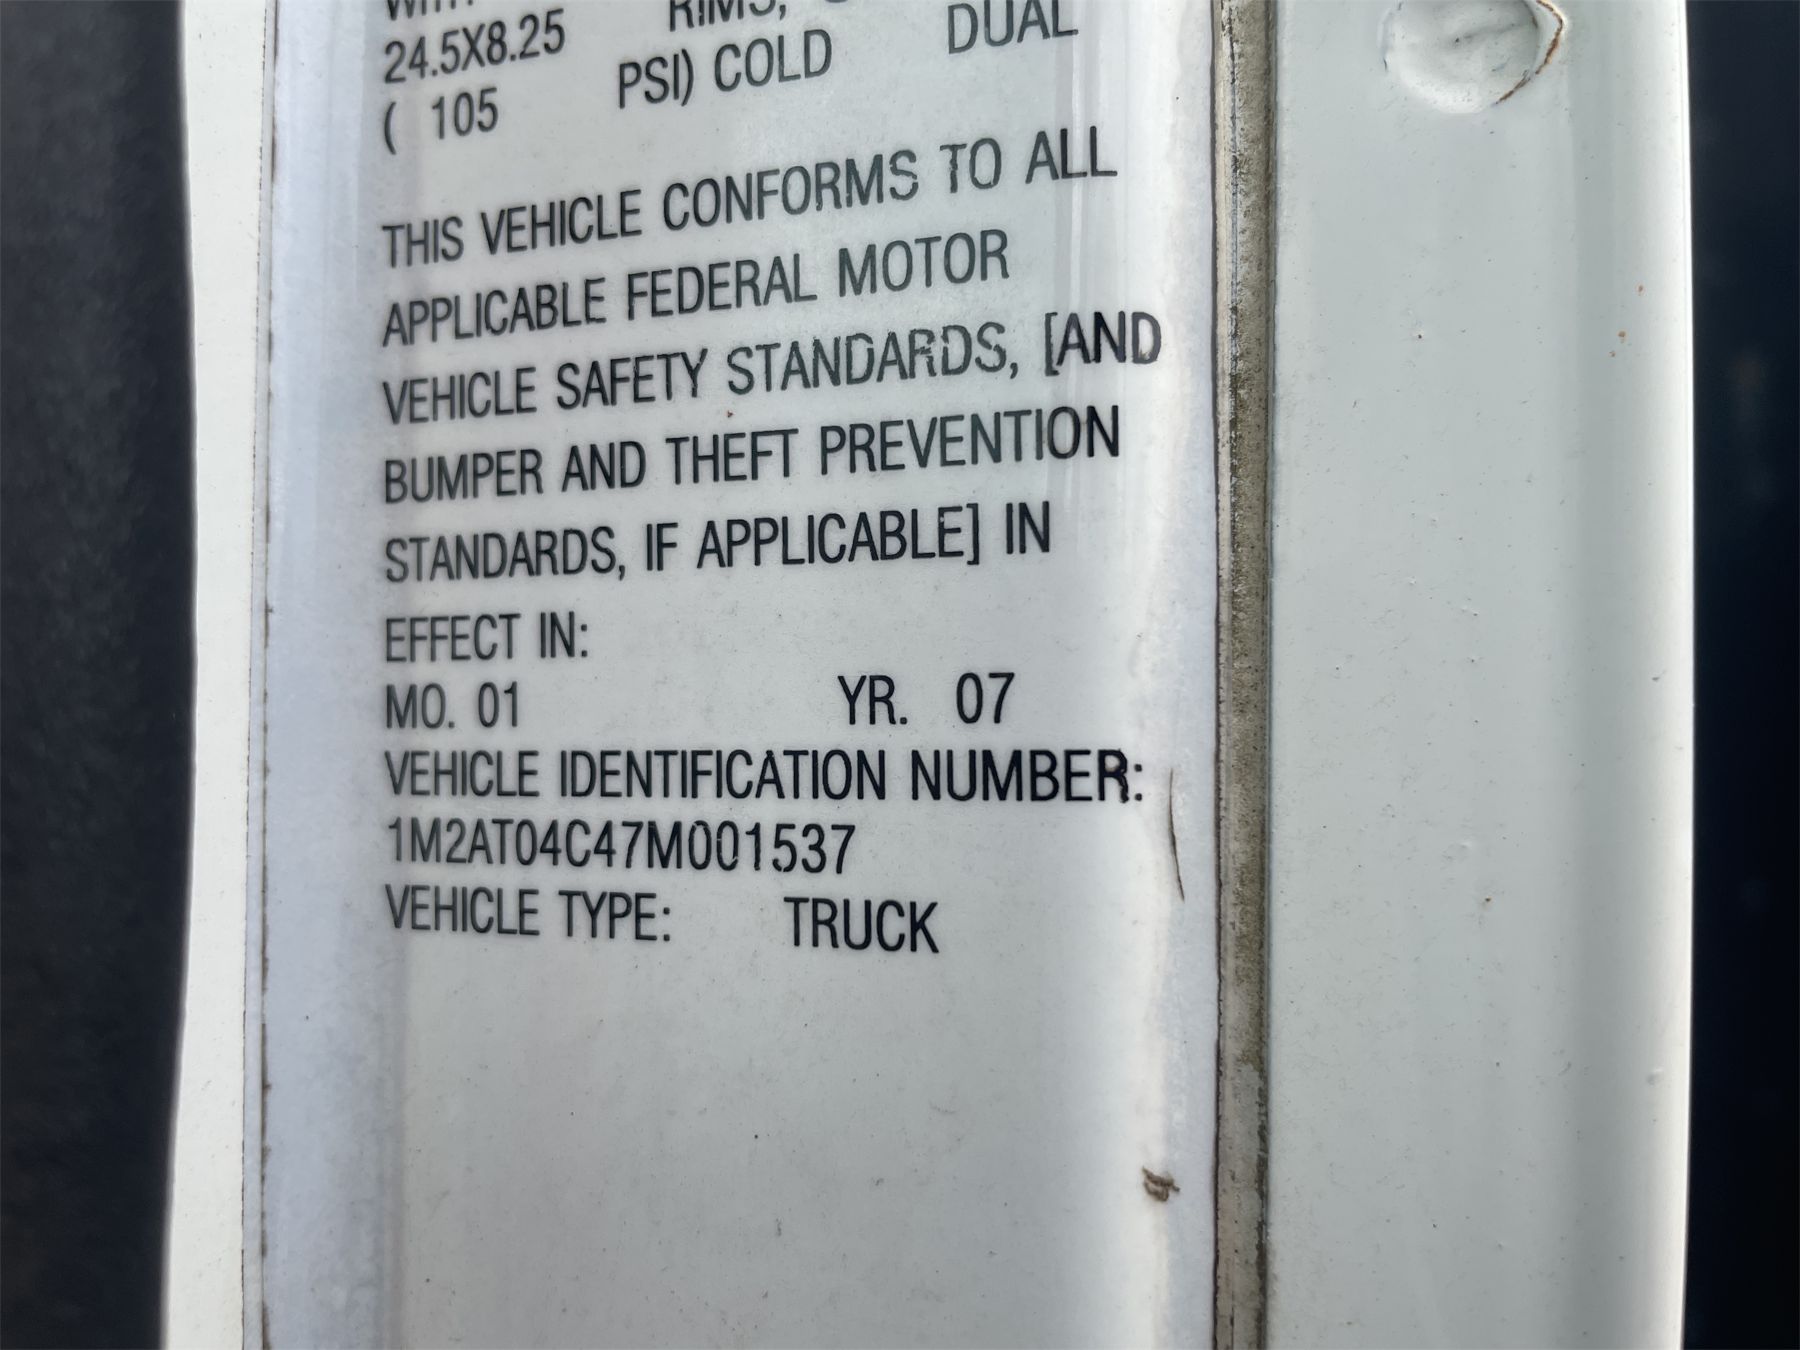 RIMS,
24.5X8.25
( 105 PSI) COLD DUAL
THIS VEHICLE CONFORMS TO ALL
APPLICABLE FEDERAL MOTOR
VEHICLE SAFETY STANDARDS, [AND
BUMPER AND THEFT PREVENTION
STANDARDS, IF APPLICABLE] IN
EFFECT IN:
MO. 01 YR. 07
VEHICLE IDENTIFICATION NUMBER:
1M2AT04C47M001537
VEHICLE TYPE: TRUCK